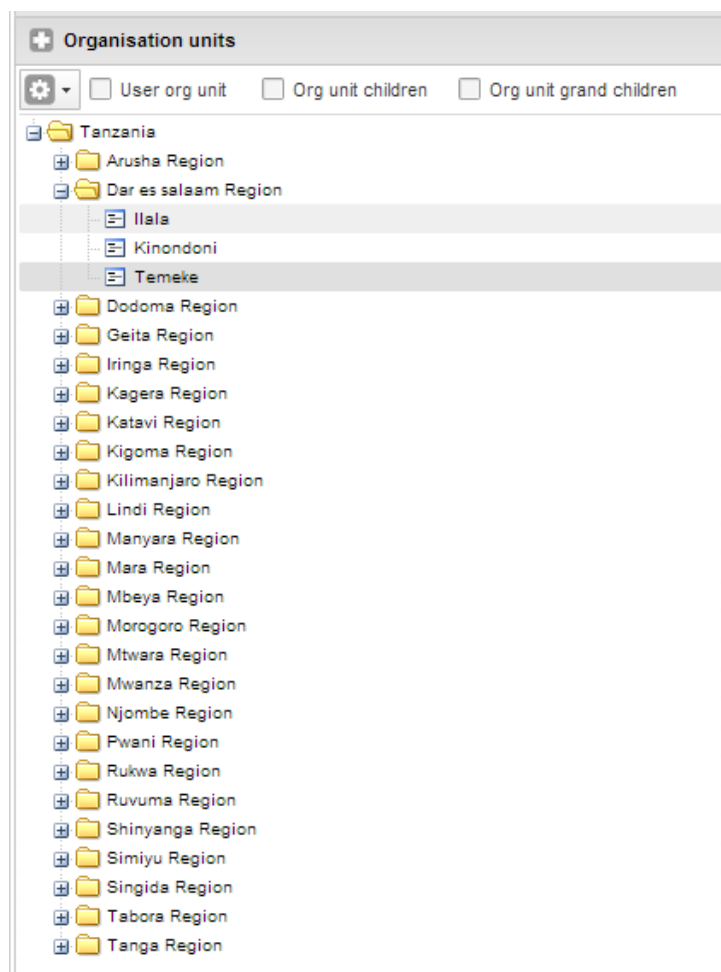 Organisation units
User org unit Org unit children Org unit grand children
Tanzania
Arusha Region
Dar es salaam Region
Ilala
Kinondoni
Temeke
Dodoma Region
Geita Region
Iringa Region
Kagera Region
Katavi Region
Kigoma Region
Kilimanjaro Region
Lindi Region
Manyara Region
Mara Region
Mbeya Region
Morogoro Region
Mtwara Region
Mwanza Region
Njombe Region
Pwani Region
Rukwa Region
Ruvuma Region
Shinyanga Region
Simiyu Region
Singida Region
Tabora Region
Tanga Region